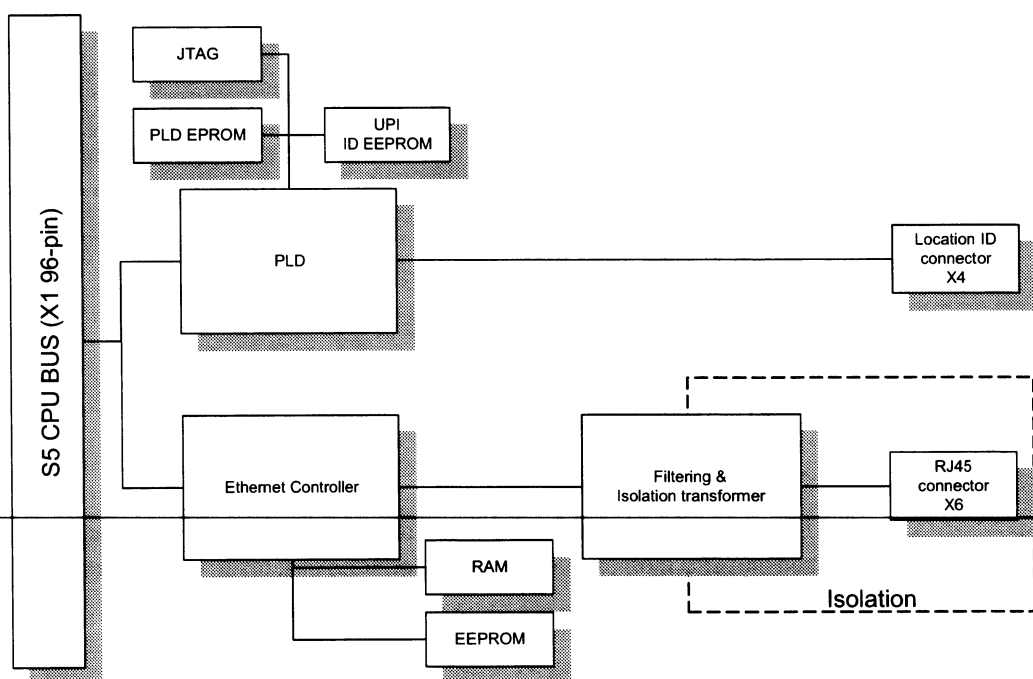 JTAG
PLD EPROM
UPI
ID EEPROM
S5 CPU BUS (X1 96-pin)
PLD
Location ID
connector
X4
Ethernet Controller
Filtering &
Isolation transformer
RJ45
connector
X6
RAM
EEPROM
Isolation